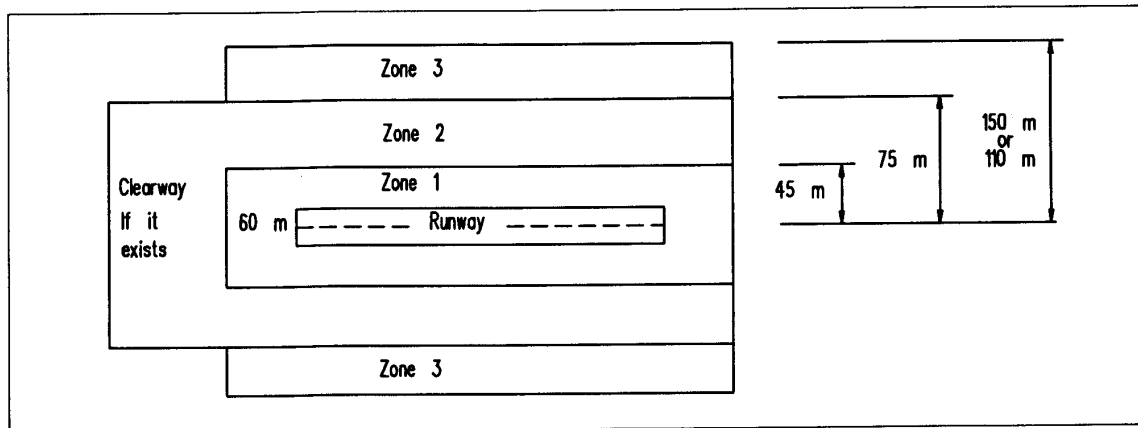 Zone 3
Zone 2
Zone 1
Clearway
If it
exists
60 m
Runway
Zone 3
45 m
75 m
150 m
or
110 m